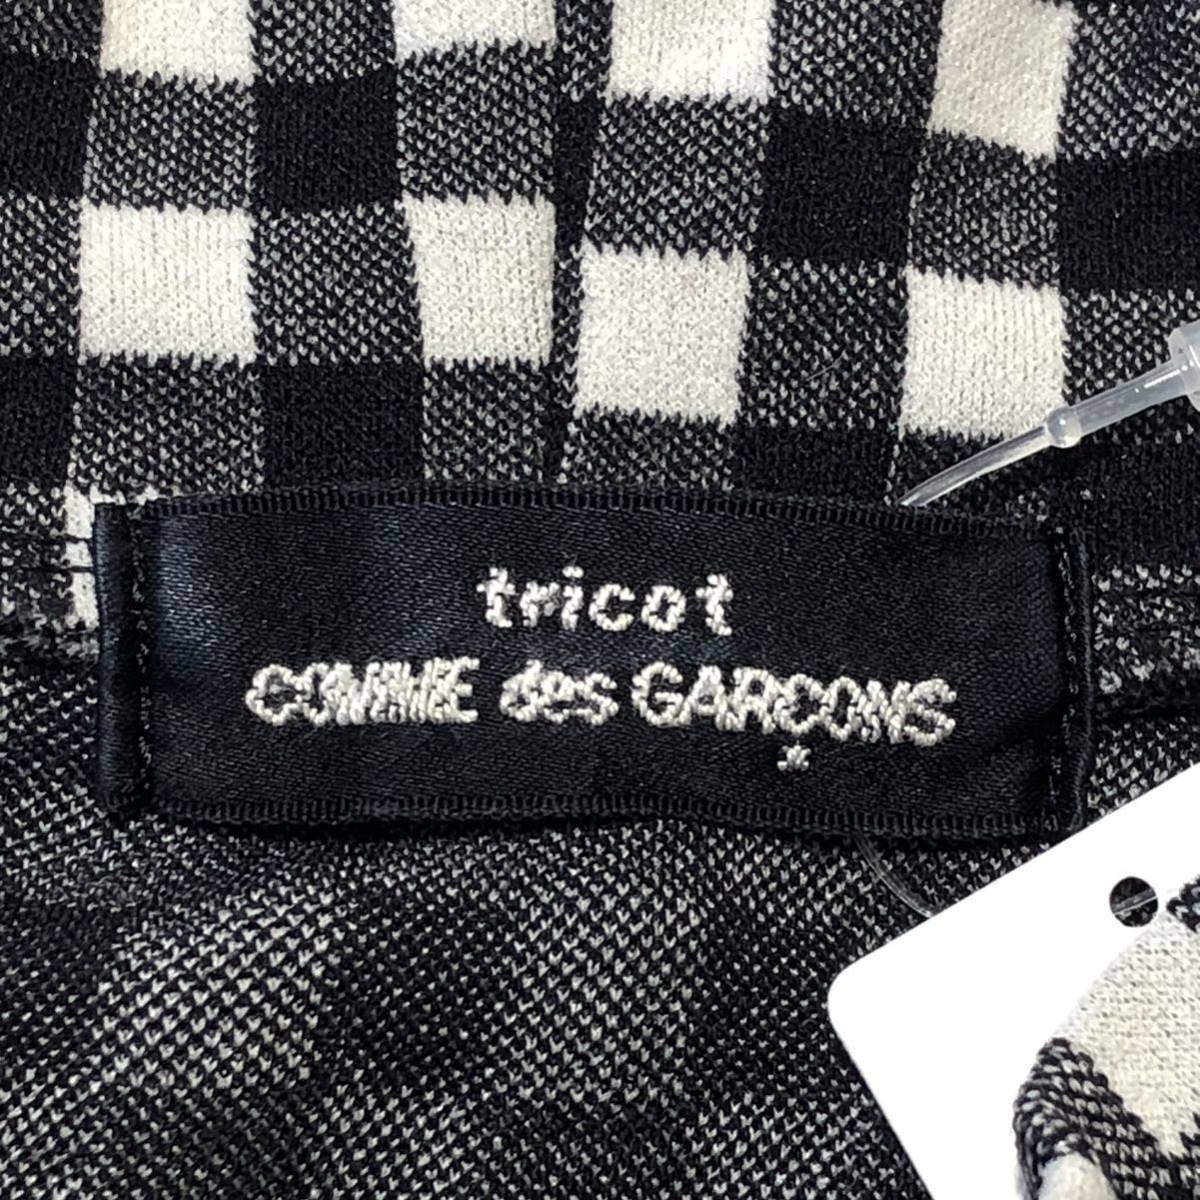 tricot
COMME des GARÇONS
*